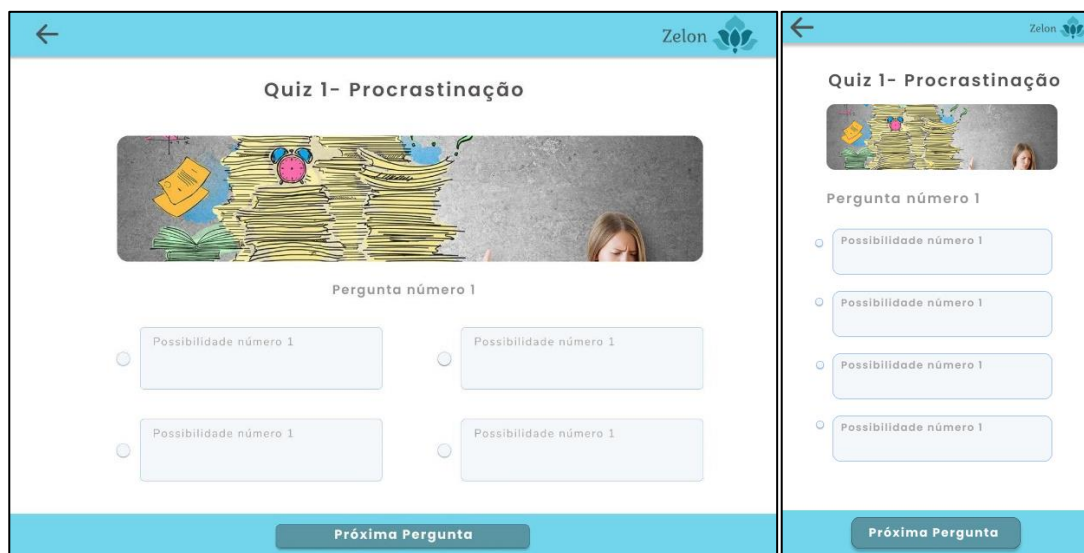 Zelon
Quiz 1- Procrastinação
Pergunta número 1
Possibilidade número 1
Possibilidade número 1
Possibilidade número 1
Possibilidade número 1
Próxima Pergunta
Zelon
Quiz 1- Procrastinação
Pergunta número 1
Possibilidade número 1
Possibilidade número 1
Possibilidade número 1
Possibilidade número 1
Próxima Pergunta